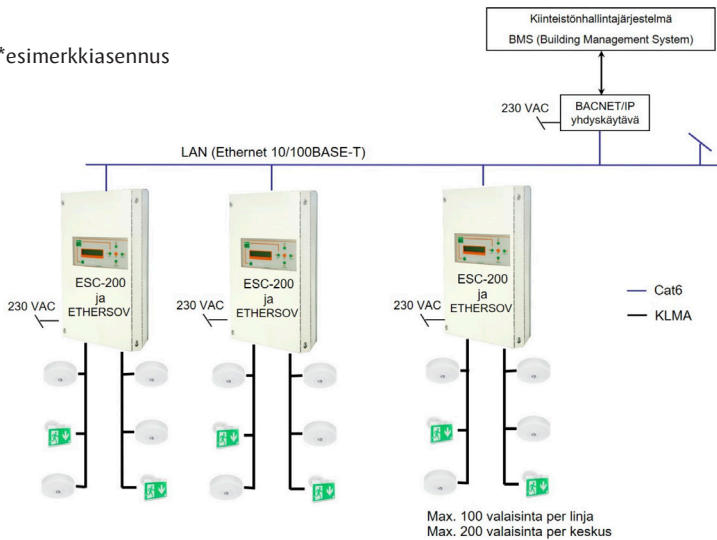 *esimerkkiasennus
Kiinteistönhallintajärjestelmä
BMS (Building Management System)
230 VAC
BACNET/IP
yhdyskäytävä
LAN (Ethernet 10/100BASE-T)
ESC-200
ja
ETHERSOV
230 VAC
ESC-200
ja
ETHERSOV
230 VAC
ESC-200
ja
ETHERSOV
230 VAC
Cat6
KLMA
Max. 100 valaisinta per linja
Max. 200 valaisinta per keskus